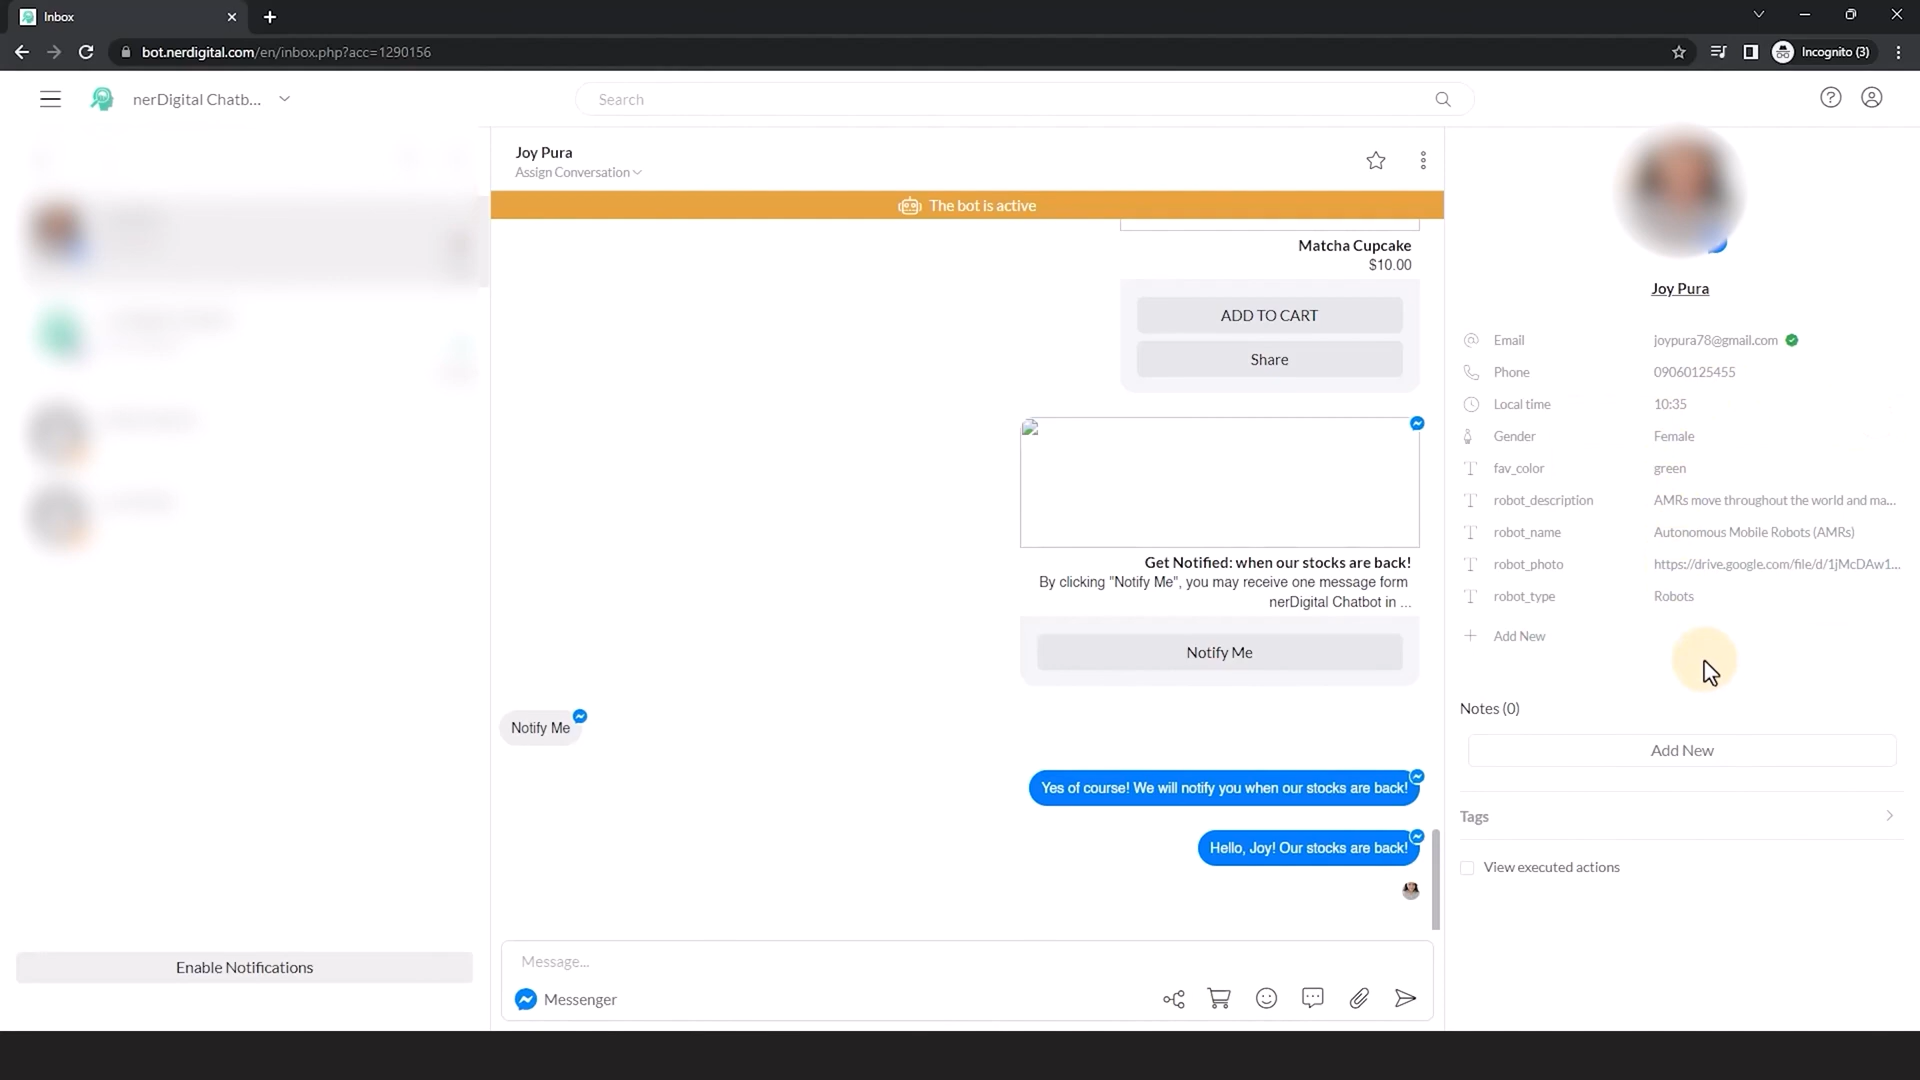 Inbox
bot.nerdigital.com/en/inbox.php?acc=1290156
Incognito (3)
nerDigital Chatb...
Search
Joy Pura
Assign Conversation
The bot is active
Matcha Cupcake
$10.00
ADD TO CART
Share
Get Notified: when our stocks are back!
By clicking "Notify Me", you may receive one message form
nerDigital Chatbot in ...
Notify Me
Notify Me
Yes of course! We will notify you when our stocks are back!
Hello, Joy! Our stocks are back!
Message...
Messenger
Enable Notifications
Joy Pura
Email joypura78@gmail.com
Phone 09060125455
Local time 10:35
Gender Female
fav_color green
robot_description AMRs move throughout the world and ma...
robot_name Autonomous Mobile Robots (AMRs)
robot_photo https://drive.google.com/file/d/1jMcDAw1...
robot_type Robots
Add New
Notes (0)
Add New
Tags
View executed actions